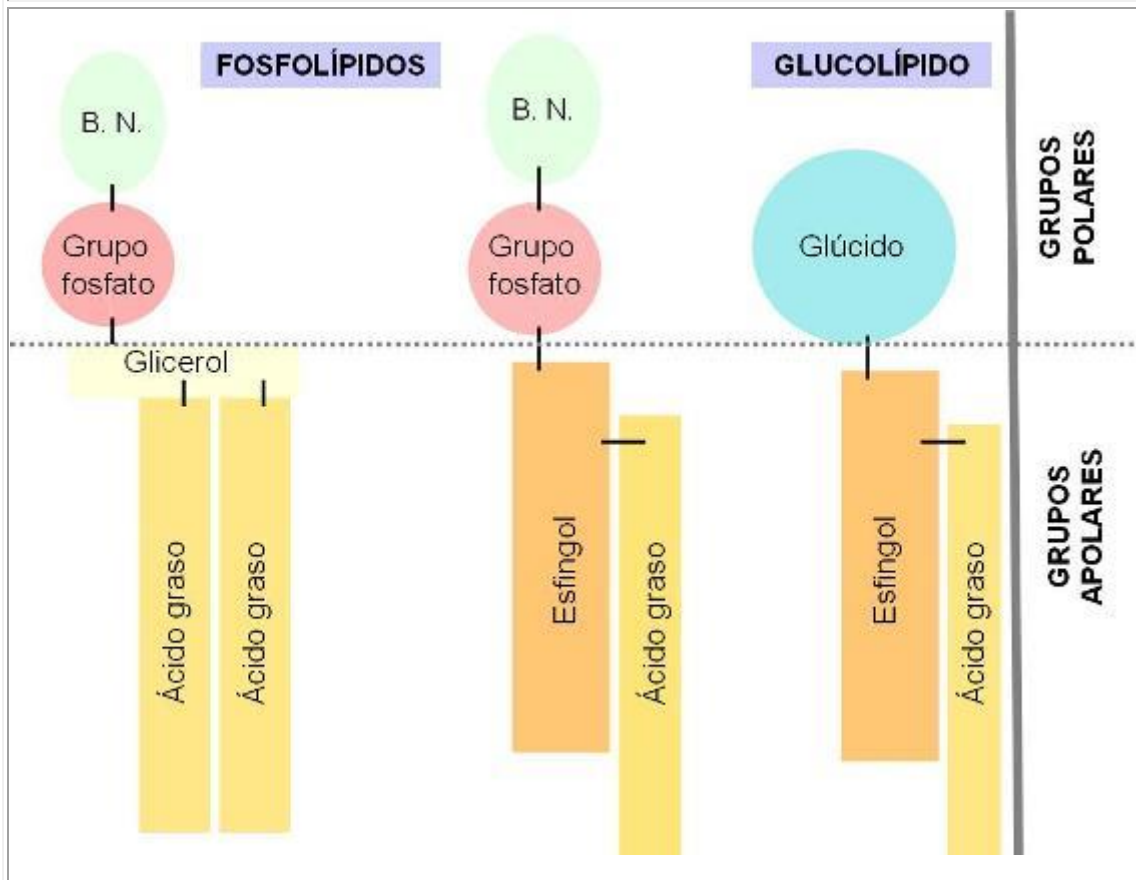 FOSFOLÍPIDOS
GLUCOLÍPIDO
B. N.
B. N.
Grupo
fosfato
Grupo
fosfato
Glúcido
GRUPOS
POLARES
Glicerol
Ácido graso
Ácido graso
Esfingol
Ácido graso
Esfingol
Ácido graso
GRUPOS
APOLARES